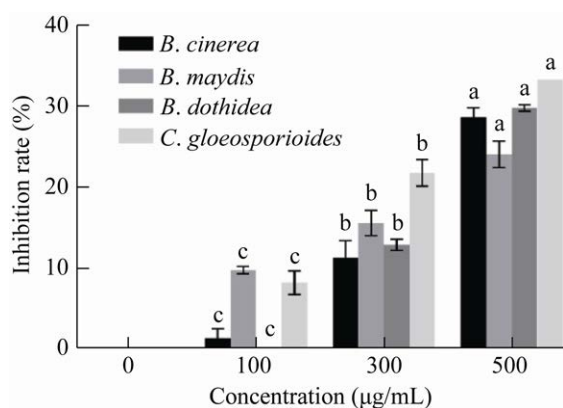 B. cinerea
B. maydis
B. dothidea
C. gloeosporioides
Inhibition rate (%)
40
30
20
10
0
c
c
c
c
b
b
b
b
a
a
a
a
0
100
300
500
Concentration (μg/mL)